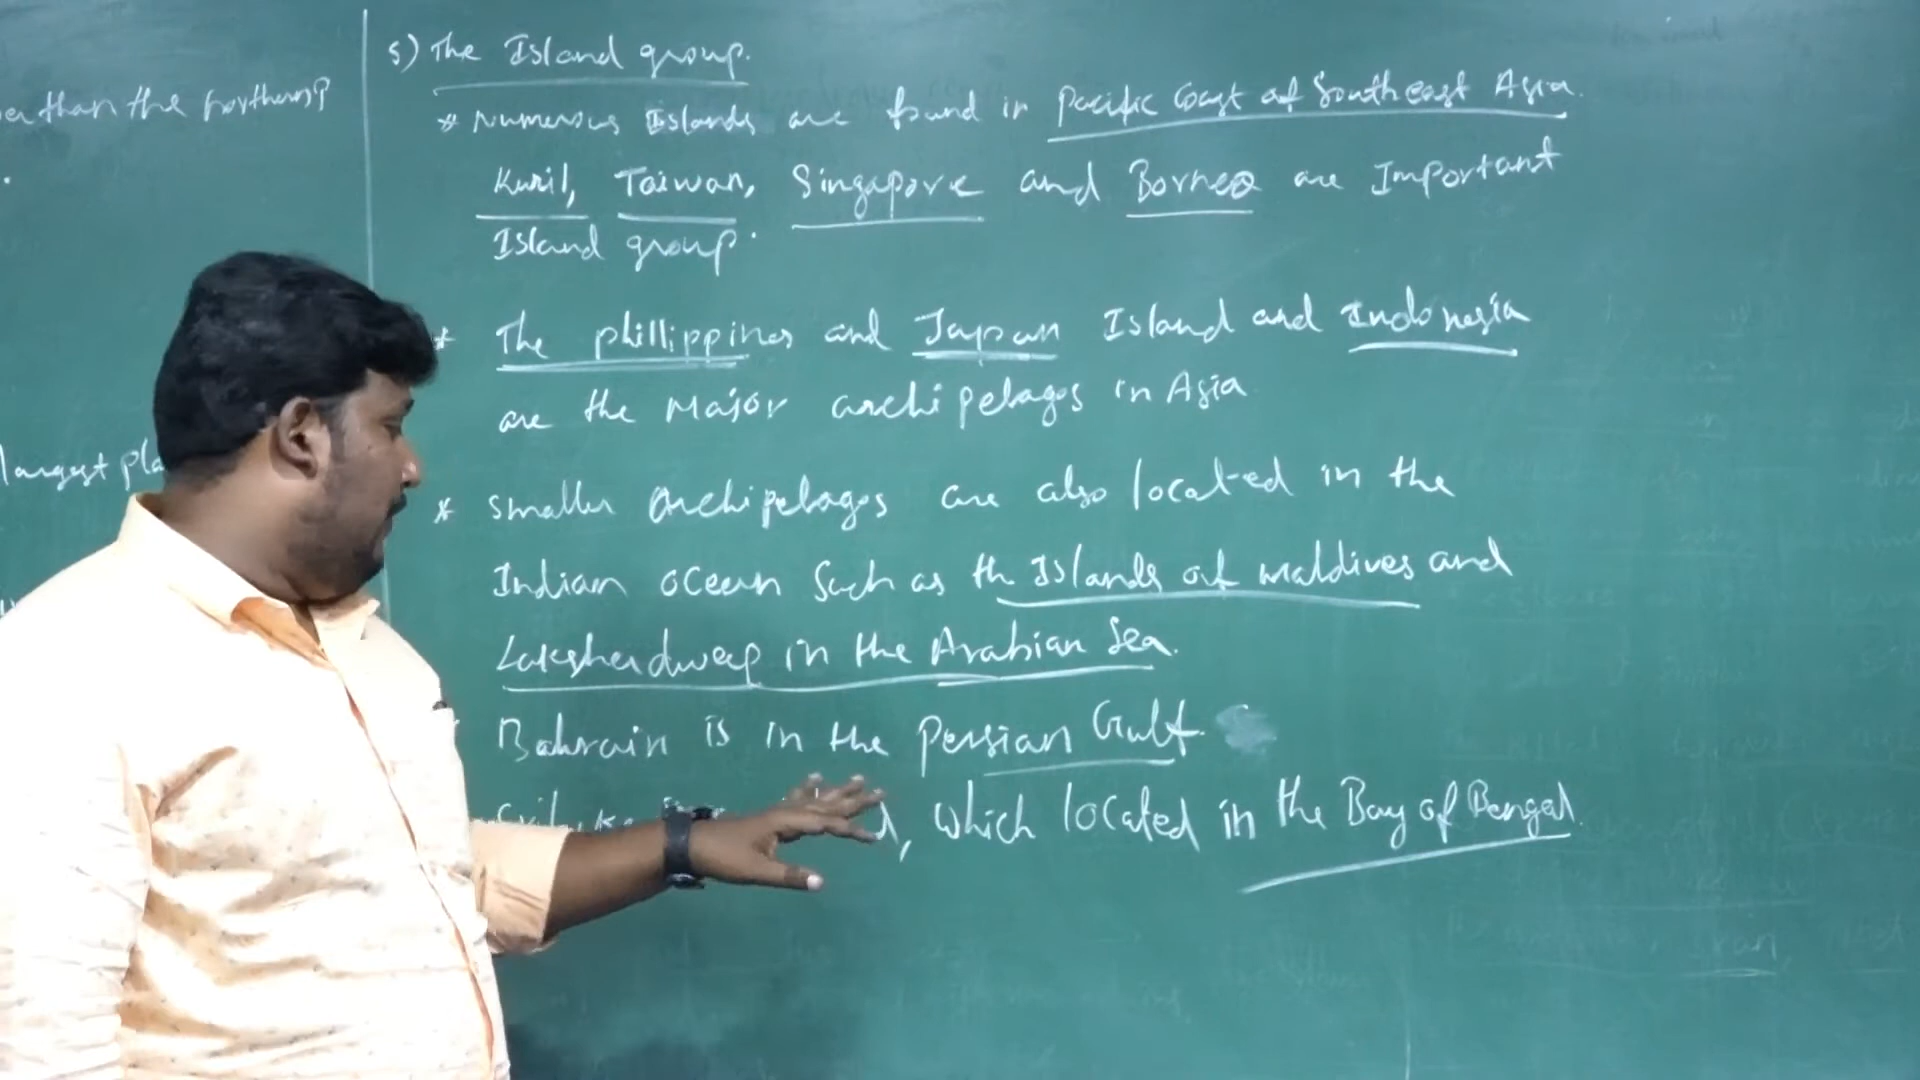 er than the northern?
largest pla
5) The Island group.
* Numerous Islands are found in Pacific Coast of Southeast Asia.
Kuril, Taiwan, Singapore and Borneo are Important
Island group.
* The phillippines and Japan Island and Indonesia
are the Major archipelagos in Asia
* smaller archipelagos are also located in the
Indian ocean Such as th Islands of maldives and
Laksherdweep in the Arabian Sea.
Bahrain is in the Persian Gulf.
, which located in the Bay of Bengal.